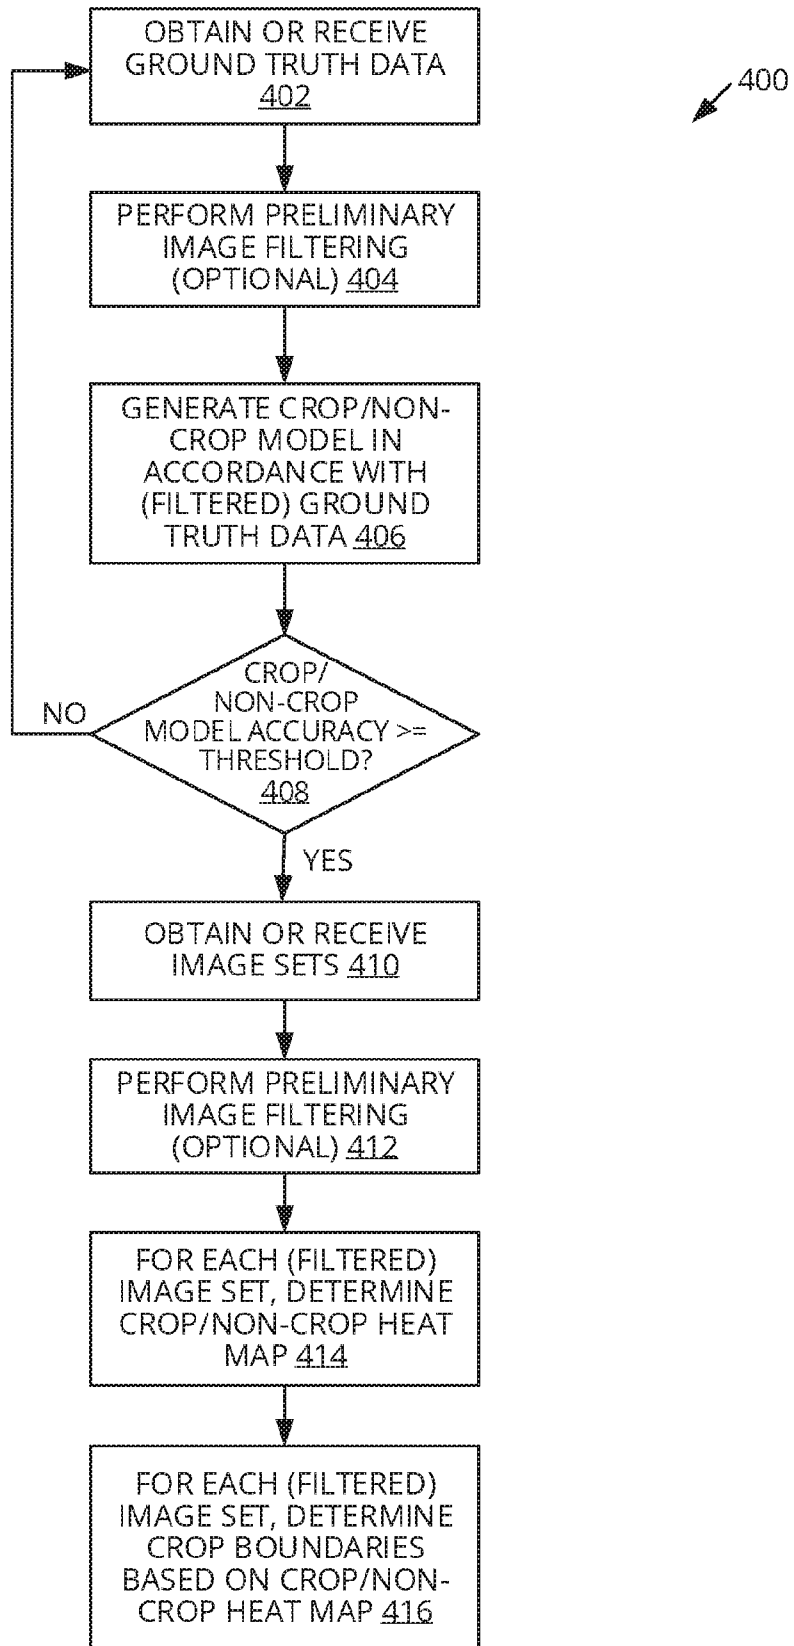 OBTAIN OR RECEIVE
GROUND TRUTH DATA
402
400
PERFORM PRELIMINARY
IMAGE FILTERING
(OPTIONAL) 404
GENERATE CROP/NON-
CROP MODEL IN
ACCORDANCE WITH
(FILTERED) GROUND
TRUTH DATA 406
CROP/
NON-CROP
MODEL ACCURACY >=
THRESHOLD?
408
NO
YES
OBTAIN OR RECEIVE
IMAGE SETS 410
PERFORM PRELIMINARY
IMAGE FILTERING
(OPTIONAL) 412
FOR EACH (FILTERED)
IMAGE SET, DETERMINE
CROP/NON-CROP HEAT
MAP 414
FOR EACH (FILTERED)
IMAGE SET, DETERMINE
CROP BOUNDARIES
BASED ON CROP/NON-
CROP HEAT MAP 416